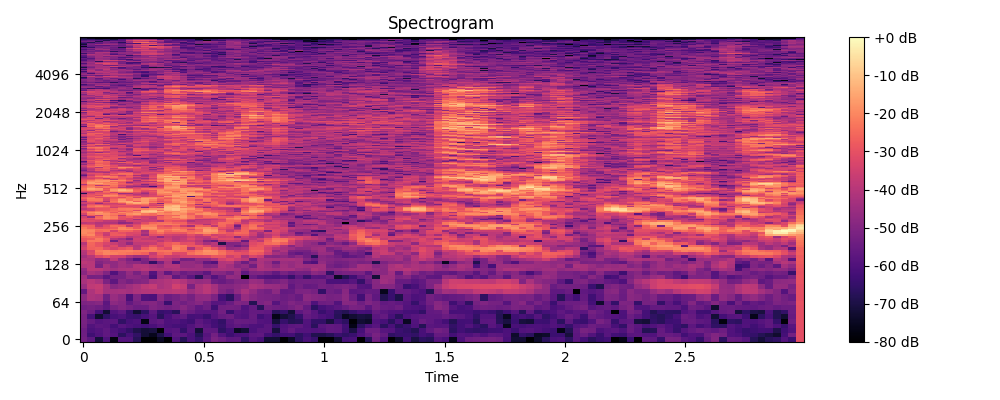 Spectrogram
Hz
4096
2048
1024
512
256
128
64
0
0
0.5
1
1.5
2
2.5
Time
+0 dB
-10 dB
-20 dB
-30 dB
-40 dB
-50 dB
-60 dB
-70 dB
-80 dB